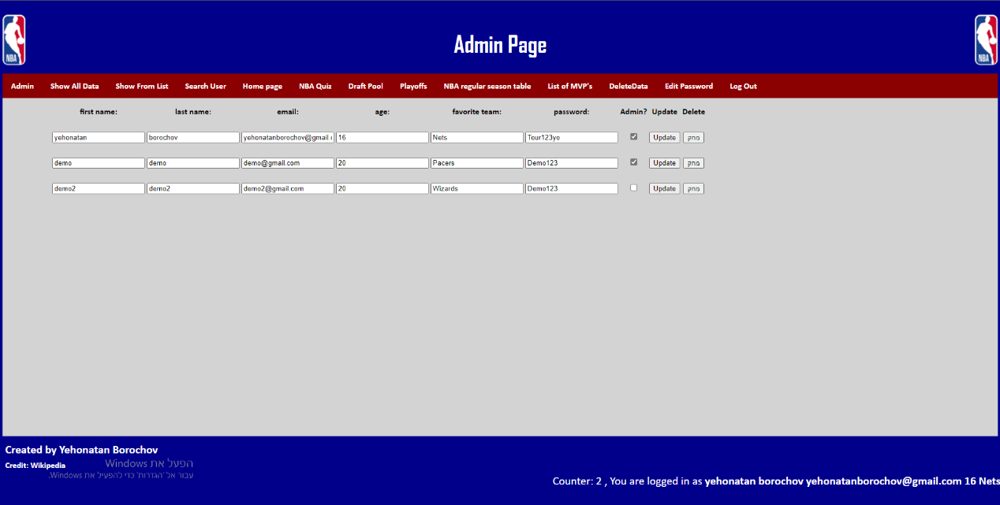 NBA
NBA
Admin Page
Admin Show All Data Show From List Search User Home page NBA Quiz Draft Pool Playoffs NBA regular season table List of MVP's DeleteData Edit Password Log Out
first name: last name: email: age: favorite team: password: Admin? Update Delete
yehonatan borochov yehonatanborochov@gmail. 16 Nets Tour123yo Update מחק
demo demo demo@gmail.com 20 Pacers Demo123 Update מחק
demo2 demo2 demo2@gmail.com 20 Wizards Demo123 Update מחק
Created by Yehonatan Borochov
Credit: Wikipedia
הפעל את Windows
עבור אל 'הגדרות' כדי להפעיל את Windows.
Counter: 2 , You are logged in as yehonatan borochov yehonatanborochov@gmail.com 16 Nets